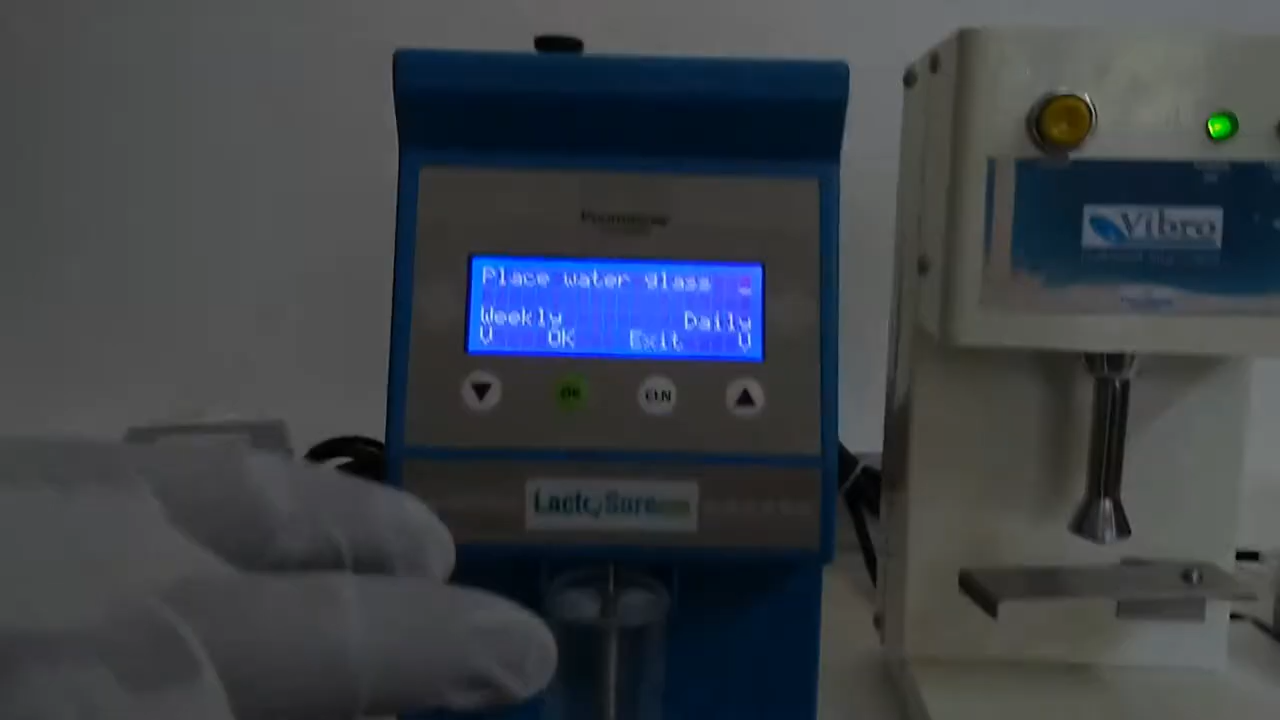 Place water glass
Weekly Daily
V OK Exit V
OK
CLN
LactoSure
Vibro